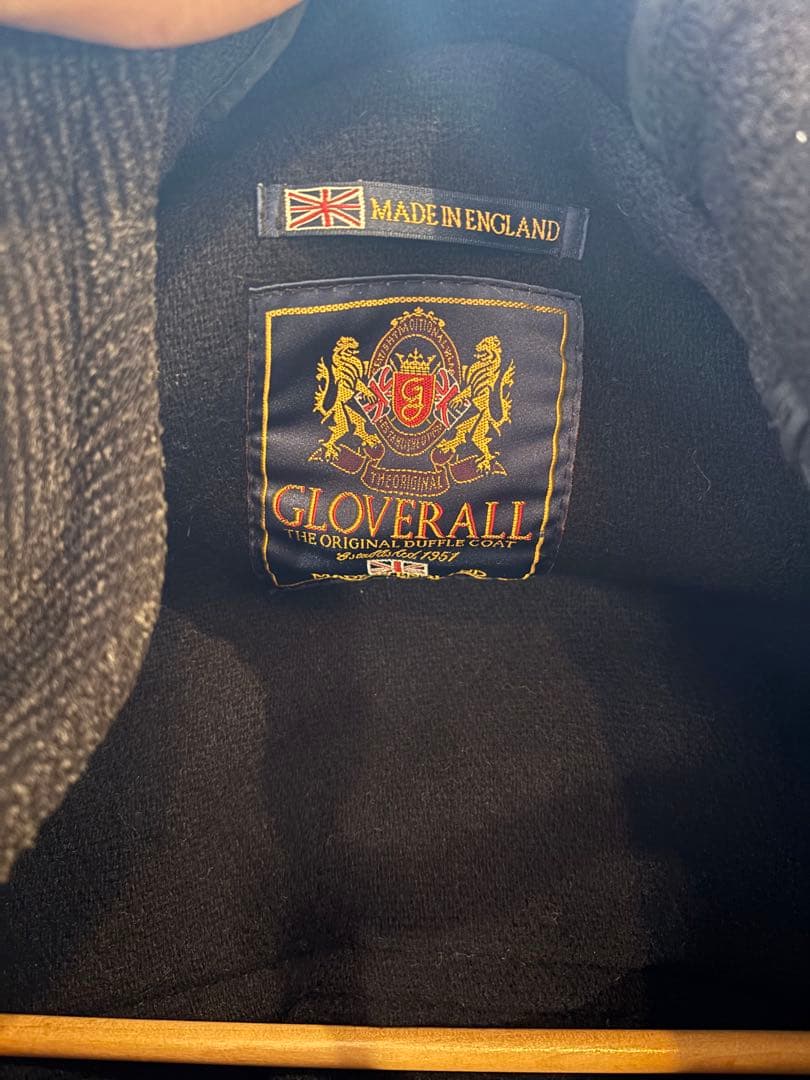 MADE IN ENGLAND
g
THE ORIGINAL
GLOVERALL
THE ORIGINAL DUFFLE COAT
Established 1951